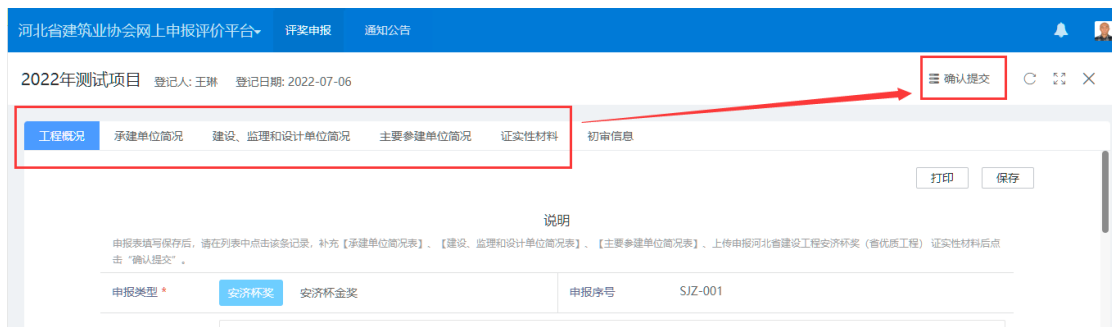 河北省建筑业协会网上申报评价平台 评奖申报 通知公告
2022年测试项目 登记人: 王琳 登记日期: 2022-07-06 确认提交
工程概况 承建单位简况 建设、监理和设计单位简况 主要参建单位简况 证实性材料 初审信息
打印 保存
说明
申报表填写保存后，请在列表中点击该条记录，补充【承建单位简况表】、【建设、监理和设计单位简况表】、【主要参建单位简况表】、上传申报河北省建设工程安济杯奖（省优质工程） 证实性材料后点
击“确认提交”。
申报类型 * 安济杯奖 安济杯金奖 申报序号 SJZ-001